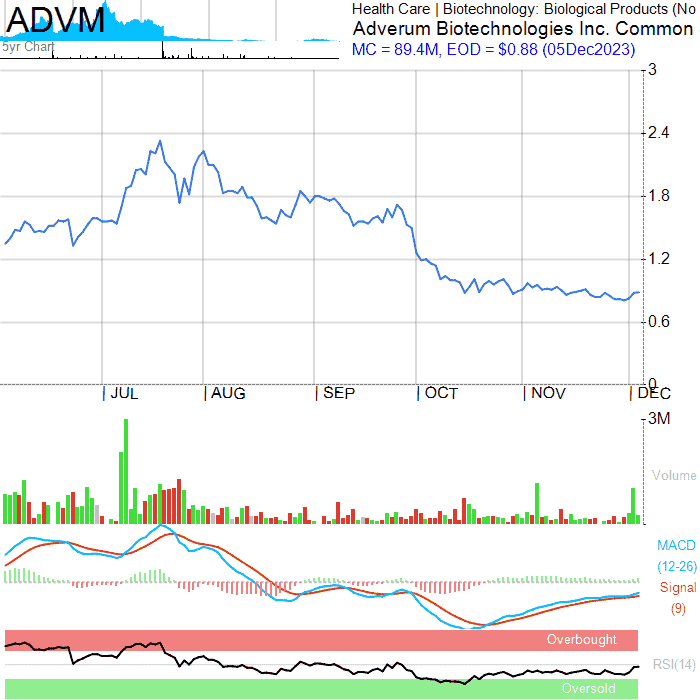 ADVM
5yr Chart
Health Care | Biotechnology: Biological Products (No
Adverum Biotechnologies Inc. Common
MC = 89.4M, EOD = $0.88 (05Dec2023)
3
2.4
1.8
1.2
0.6
0
JUL
AUG
SEP
OCT
NOV
DEC
3M
Volume
MACD
(12-26)
Signal
(9)
Overbought
RSI(14)
Oversold